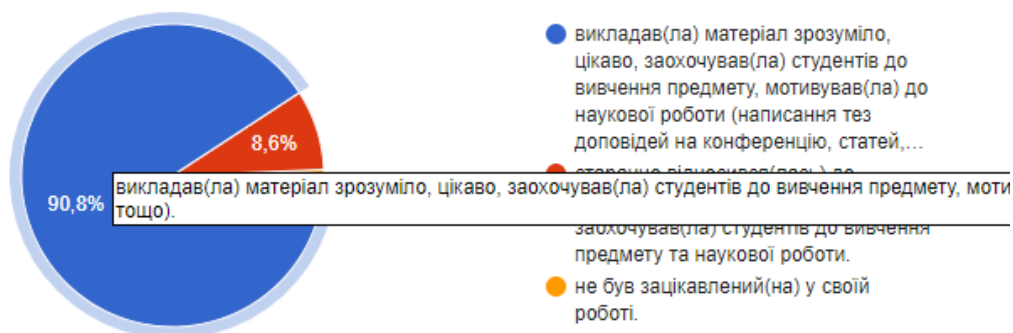 викладав(ла) матеріал зрозуміло,
цікаво, заохочував(ла) студентів до
вивчення предмету, мотивував(ла) до
наукової роботи (написання тез
доповідей на конференцію, статей,...
8,6%
90,8%
викладав(ла) матеріал зрозуміло, цікаво, заохочував(ла) студентів до вивчення предмету, моти
тощо).
заохочував(ла) студентів до вивчення
предмету та наукової роботи.
не був зацікавлений(на) у своїй
роботі.